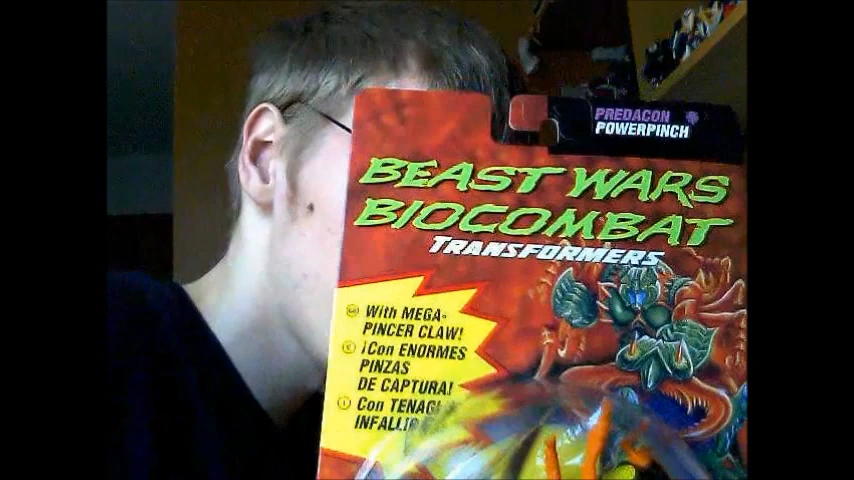 PREDACON
POWERPINCH
BEAST WARS
BIOCOMBAT
TRANSFORMERS
With MEGA-
PINCER CLAW!
¡Con ENORMES
PINZAS
DE CAPTURA!
Con